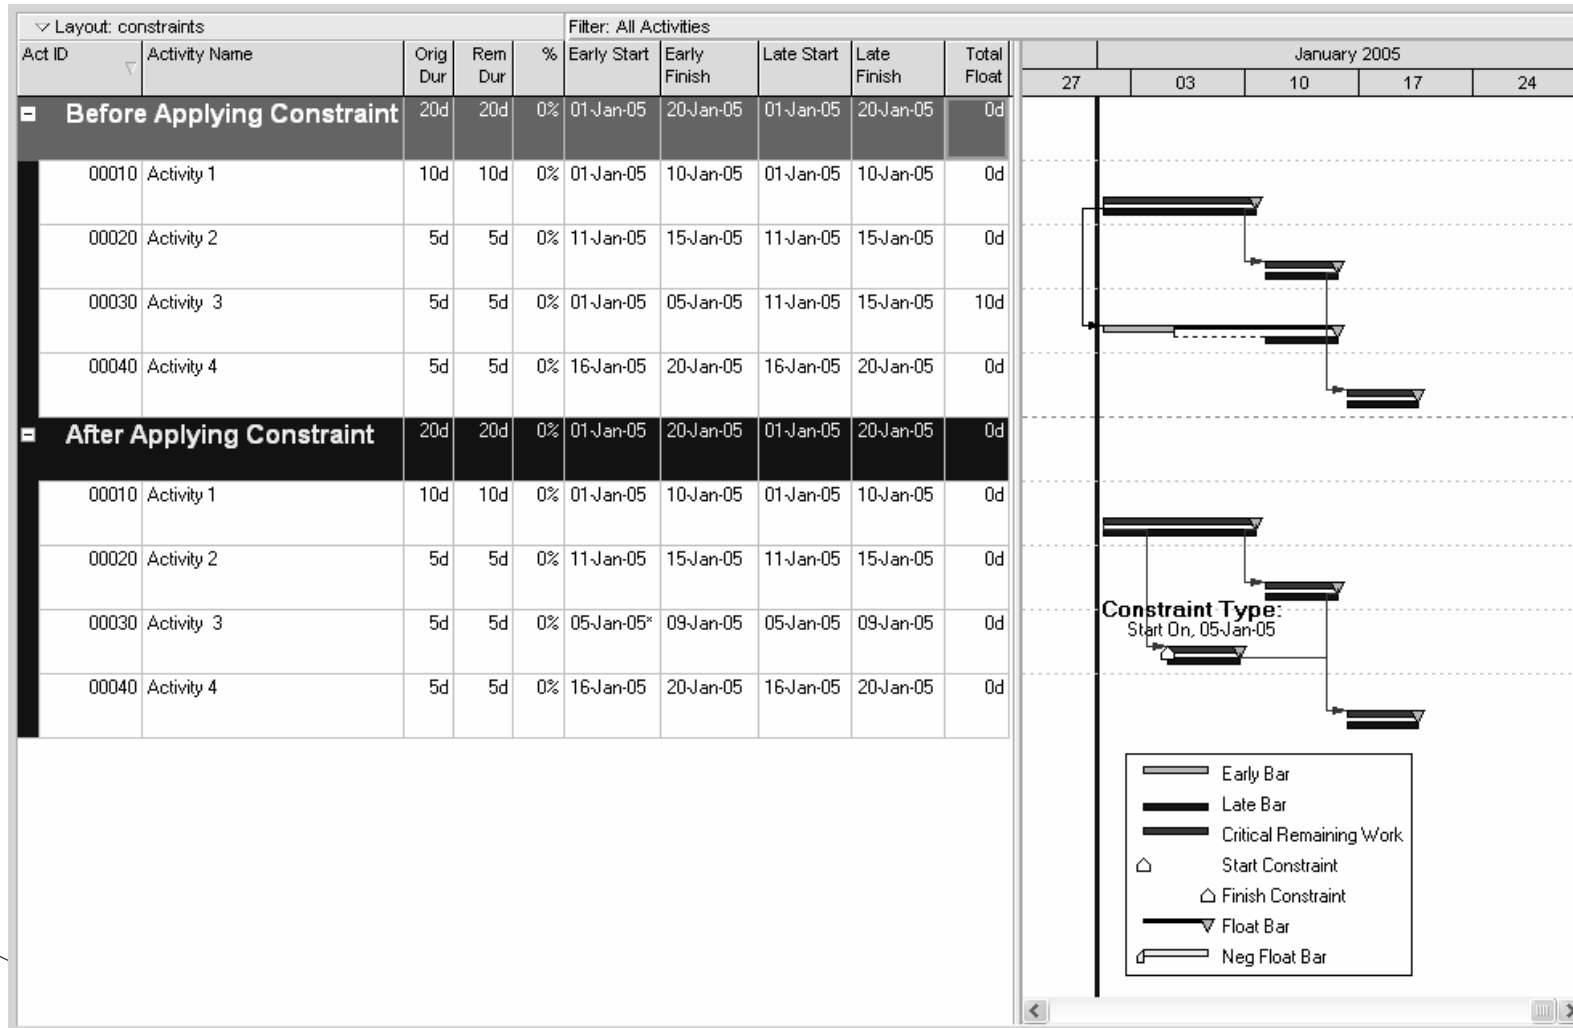 Layout: constraints Filter: All Activities
Act ID Activity Name Orig Dur Rem Dur % Early Start Early Finish Late Start Late Finish Total Float January 2005
27 03 10 17 24
Before Applying Constraint 20d 20d 0% 01-Jan-05 20-Jan-05 01-Jan-05 20-Jan-05 0d
00010 Activity 1 10d 10d 0% 01-Jan-05 10-Jan-05 01-Jan-05 10-Jan-05 0d
00020 Activity 2 5d 5d 0% 11-Jan-05 15-Jan-05 11-Jan-05 15-Jan-05 0d
00030 Activity 3 5d 5d 0% 01-Jan-05 05-Jan-05 11-Jan-05 15-Jan-05 10d
00040 Activity 4 5d 5d 0% 16-Jan-05 20-Jan-05 16-Jan-05 20-Jan-05 0d
After Applying Constraint 20d 20d 0% 01-Jan-05 20-Jan-05 01-Jan-05 20-Jan-05 0d
00010 Activity 1 10d 10d 0% 01-Jan-05 10-Jan-05 01-Jan-05 10-Jan-05 0d
00020 Activity 2 5d 5d 0% 11-Jan-05 15-Jan-05 11-Jan-05 15-Jan-05 0d
00030 Activity 3 5d 5d 0% 05-Jan-05* 09-Jan-05 05-Jan-05 09-Jan-05 0d
00040 Activity 4 5d 5d 0% 16-Jan-05 20-Jan-05 16-Jan-05 20-Jan-05 0d
Constraint Type:
Start On, 05-Jan-05
Early Bar
Late Bar
Critical Remaining Work
Start Constraint
Finish Constraint
Float Bar
Neg Float Bar